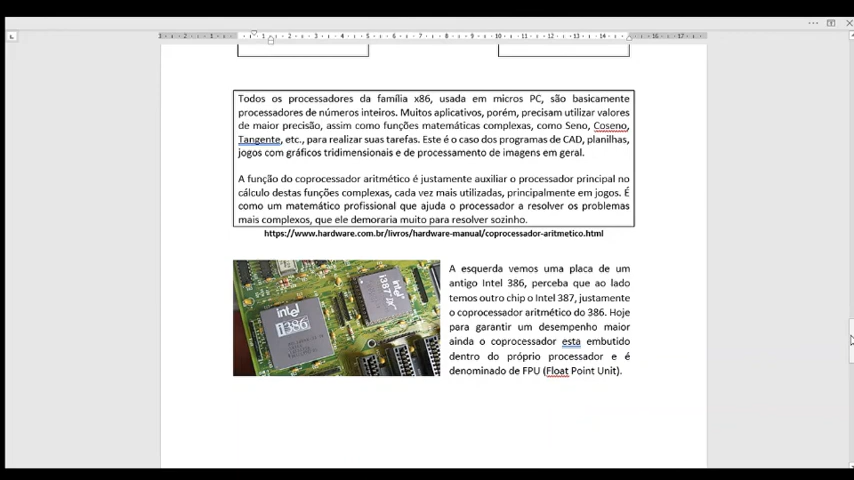 Todos os processadores da família x86, usada em micros PC, são basicamente
processadores de números inteiros. Muitos aplicativos, porém, precisam utilizar valores
de maior precisão, assim como funções matemáticas complexas, como Seno, Coseno,
Tangente, etc., para realizar suas tarefas. Este é o caso dos programas de CAD, planilhas,
jogos com gráficos tridimensionais e de processamento de imagens em geral.
A função do coprocessador aritmético é justamente auxiliar o processador principal no
cálculo destas funções complexas, cada vez mais utilizadas, principalmente em jogos. É
como um matemático profissional que ajuda o processador a resolver os problemas
mais complexos, que ele demoraria muito para resolver sozinho.
https://www.hardware.com.br/livros/hardware-manual/coprocessador-aritmetico.html
A esquerda vemos uma placa de um
antigo Intel 386, perceba que ao lado
temos outro chip o Intel 387, justamente
o coprocessador aritmético do 386. Hoje
para garantir um desempenho maior
ainda o coprocessador esta embutido
dentro do próprio processador e é
denominado de FPU (Float Point Unit).
intel
i386
intel
i387